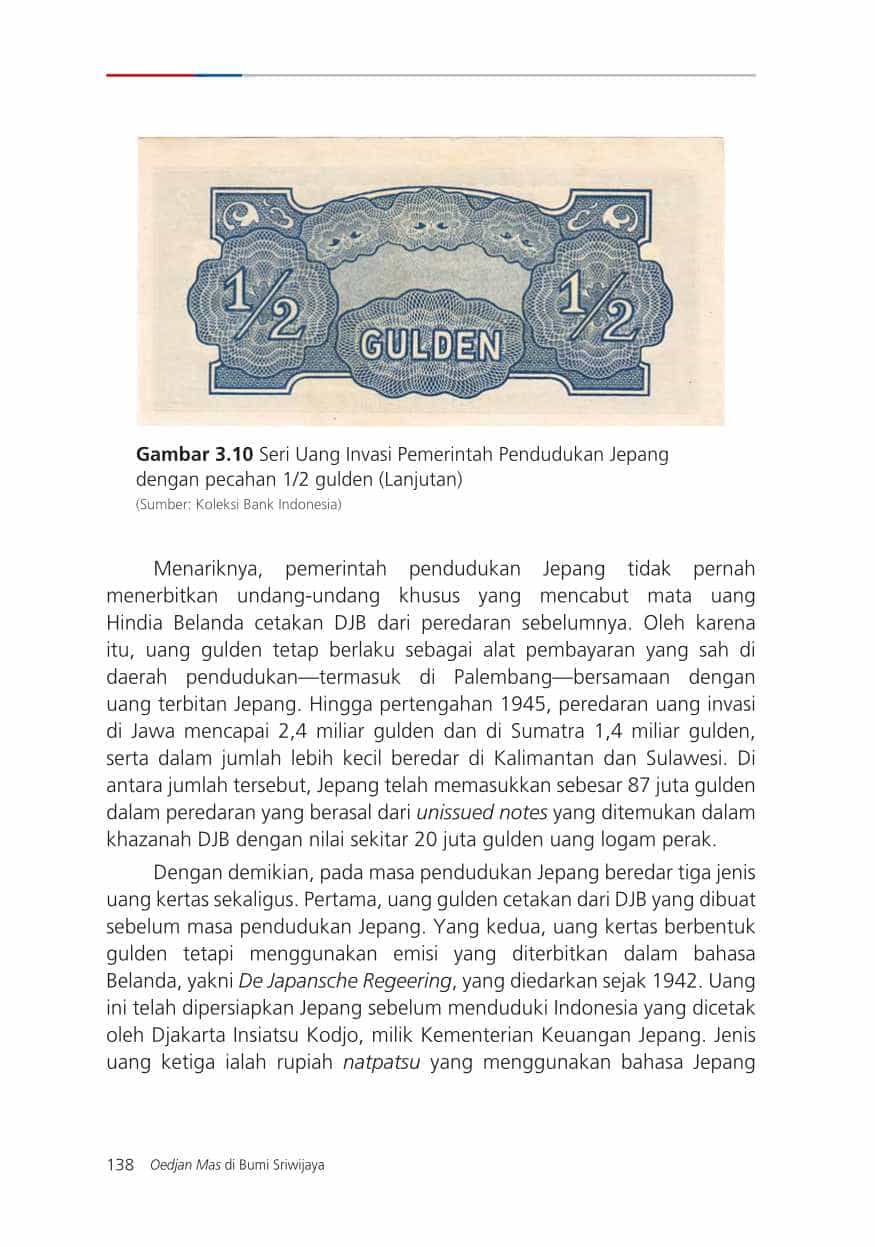 1/2
1/2
GULDEN
Gambar 3.10 Seri Uang Invasi Pemerintah Pendudukan Jepang
dengan pecahan 1/2 gulden (Lanjutan)
(Sumber: Koleksi Bank Indonesia)
Menariknya, pemerintah pendudukan Jepang tidak pernah
menerbitkan undang-undang khusus yang mencabut mata uang
Hindia Belanda cetakan DJB dari peredaran sebelumnya. Oleh karena
itu, uang gulden tetap berlaku sebagai alat pembayaran yang sah di
daerah pendudukan—termasuk di Palembang—bersamaan dengan
uang terbitan Jepang. Hingga pertengahan 1945, peredaran uang invasi
di Jawa mencapai 2,4 miliar gulden dan di Sumatra 1,4 miliar gulden,
serta dalam jumlah lebih kecil beredar di Kalimantan dan Sulawesi. Di
antara jumlah tersebut, Jepang telah memasukkan sebesar 87 juta gulden
dalam peredaran yang berasal dari unissued notes yang ditemukan dalam
khazanah DJB dengan nilai sekitar 20 juta gulden uang logam perak.
Dengan demikian, pada masa pendudukan Jepang beredar tiga jenis
uang kertas sekaligus. Pertama, uang gulden cetakan dari DJB yang dibuat
sebelum masa pendudukan Jepang. Yang kedua, uang kertas berbentuk
gulden tetapi menggunakan emisi yang diterbitkan dalam bahasa
Belanda, yakni De Japansche Regeering, yang diedarkan sejak 1942. Uang
ini telah dipersiapkan Jepang sebelum menduduki Indonesia yang dicetak
oleh Djakarta Insiatsu Kodjo, milik Kementerian Keuangan Jepang. Jenis
uang ketiga ialah rupiah natpatsu yang menggunakan bahasa Jepang
138 Oedjan Mas di Bumi Sriwijaya